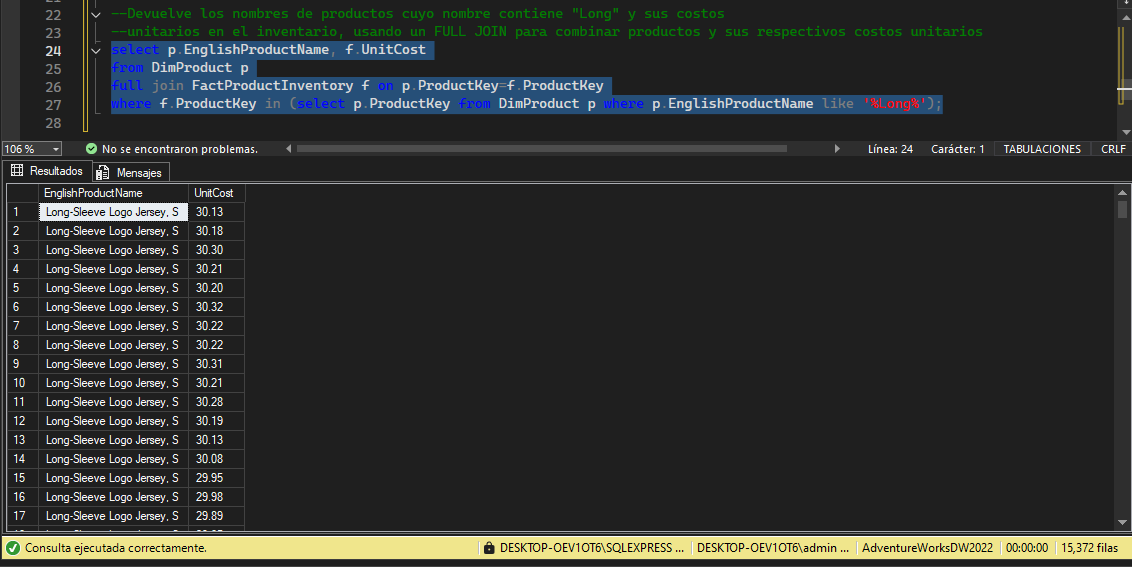 22 --Devuelve los nombres de productos cuyo nombre contiene "Long" y sus costos
23 --unitarios en el inventario, usando un FULL JOIN para combinar productos y sus respectivos costos unitarios
24 select p.EnglishProductName, f.UnitCost
25 from DimProduct p
26 full join FactProductInventory f on p.ProductKey=f.ProductKey
27 where f.ProductKey in (select p.ProductKey from DimProduct p where p.EnglishProductName like '%Long%');
28
106 % No se encontraron problemas. Línea: 24 Carácter: 1 TABULACIONES CRLF
Resultados Mensajes
EnglishProductName UnitCost
1 Long-Sleeve Logo Jersey, S 30.13
2 Long-Sleeve Logo Jersey, S 30.18
3 Long-Sleeve Logo Jersey, S 30.30
4 Long-Sleeve Logo Jersey, S 30.21
5 Long-Sleeve Logo Jersey, S 30.20
6 Long-Sleeve Logo Jersey, S 30.32
7 Long-Sleeve Logo Jersey, S 30.22
8 Long-Sleeve Logo Jersey, S 30.22
9 Long-Sleeve Logo Jersey, S 30.31
10 Long-Sleeve Logo Jersey, S 30.21
11 Long-Sleeve Logo Jersey, S 30.28
12 Long-Sleeve Logo Jersey, S 30.19
13 Long-Sleeve Logo Jersey, S 30.13
14 Long-Sleeve Logo Jersey, S 30.08
15 Long-Sleeve Logo Jersey, S 29.95
16 Long-Sleeve Logo Jersey, S 29.98
17 Long-Sleeve Logo Jersey, S 29.89
Consulta ejecutada correctamente. DESKTOP-OEV1OT6\SQLEXPRESS ... DESKTOP-OEV1OT6\admin ... AdventureWorksDW2022 00:00:00 15,372 filas